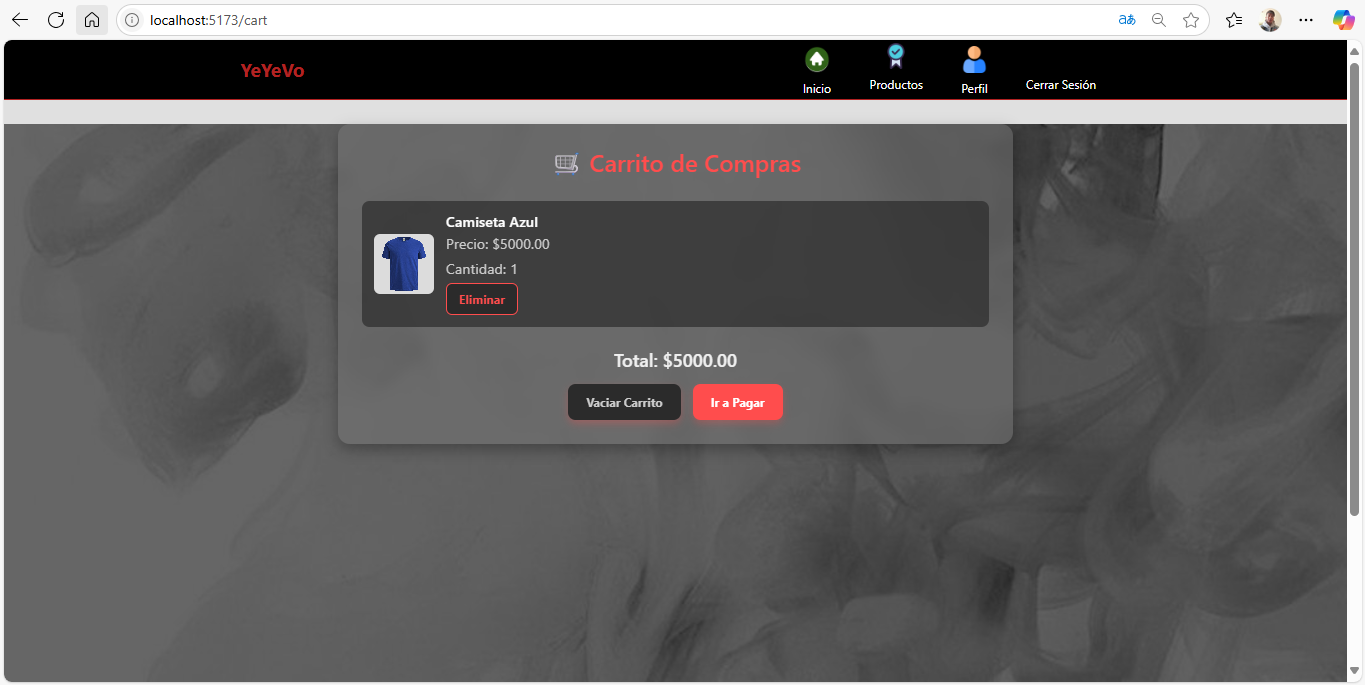 localhost:5173/cart
YeYeVo
Inicio
Productos
Perfil
Cerrar Sesión
Carrito de Compras
Camiseta Azul
Precio: $5000.00
Cantidad: 1
Eliminar
Total: $5000.00
Vaciar Carrito
Ir a Pagar